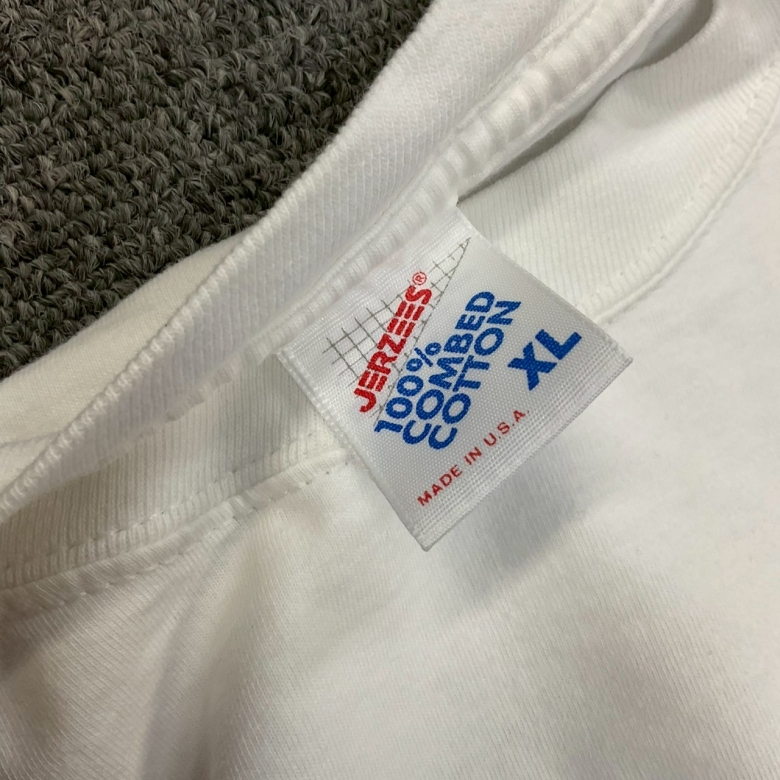 JERZEES®
100%
COMBED
COTTON
XL
MADE IN U.S.A